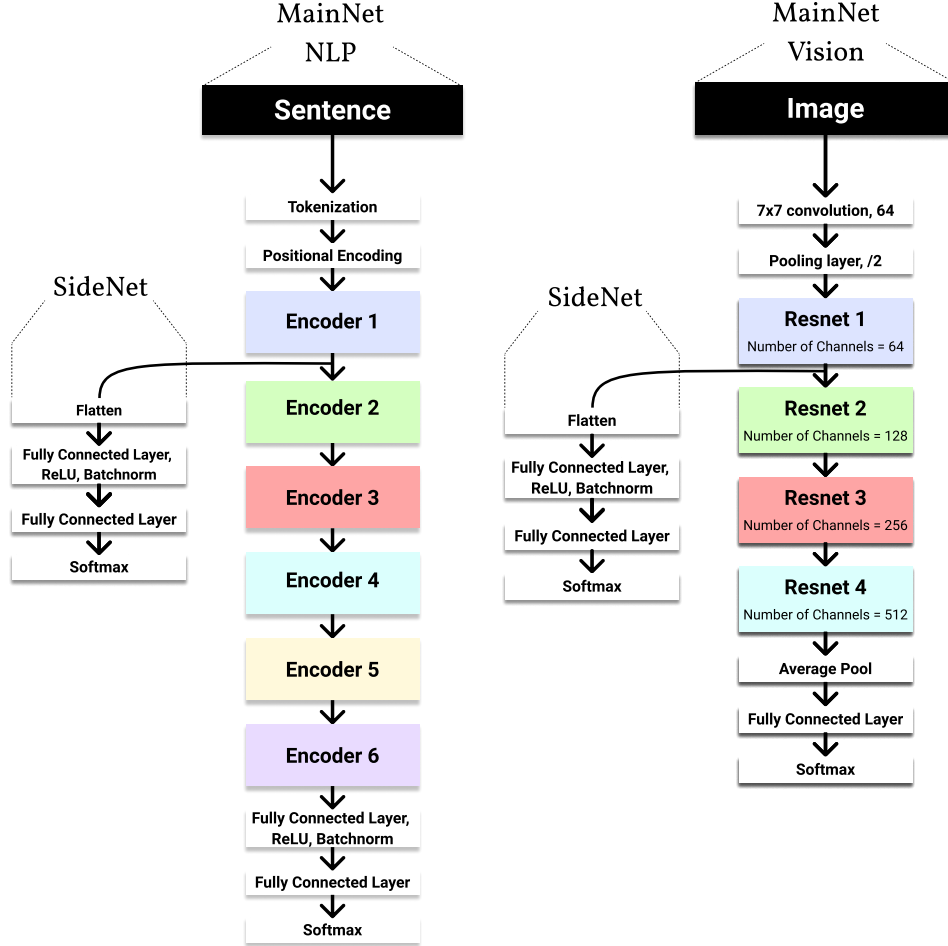 MainNet
NLP
Sentence
Tokenization
Positional Encoding
Encoder 1
Encoder 2
Encoder 3
Encoder 4
Encoder 5
Encoder 6
Fully Connected Layer,
ReLU, Batchnorm
Fully Connected Layer
Softmax
SideNet
Flatten
Fully Connected Layer,
ReLU, Batchnorm
Fully Connected Layer
Softmax
MainNet
Vision
Image
7x7 convolution, 64
Pooling layer, /2
Resnet 1
Number of Channels = 64
Resnet 2
Number of Channels = 128
Resnet 3
Number of Channels = 256
Resnet 4
Number of Channels = 512
Average Pool
Fully Connected Layer
Softmax
SideNet
Flatten
Fully Connected Layer,
ReLU, Batchnorm
Fully Connected Layer
Softmax